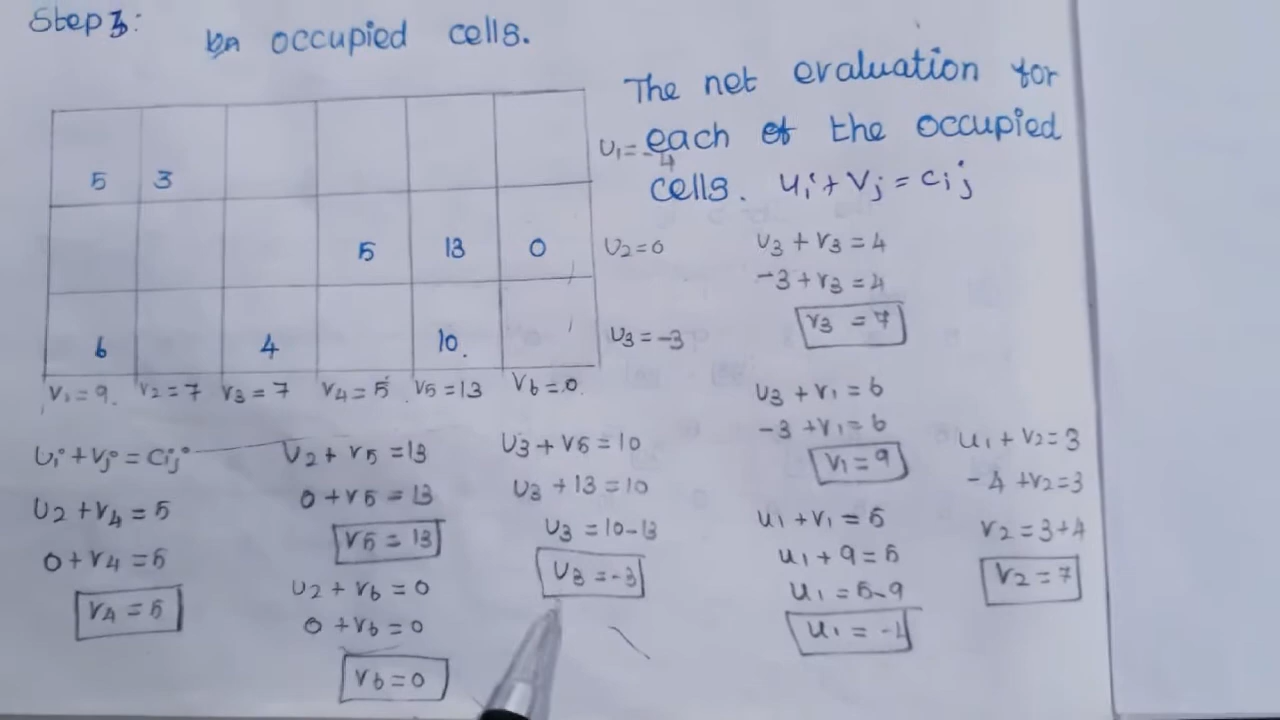 Step 3:
occupied cells.
The net evaluation for
each of the occupied
cells. Ui + Vj = Cij
5 3
U1 = -4
5 13 0
U2 = 0
6 4 10.
U3 = -3
V1 = 9. V2 = 7 V3 = 7 V4 = 5 V5 = 13 V6 = 0
Ui + Vj = Cij
U2 + V4 = 5
0 + V4 = 5
V4 = 5
U2 + V5 = 13
0 + V5 = 13
V5 = 13
U2 + V6 = 0
0 + V6 = 0
V6 = 0
U3 + V5 = 10
U3 + 13 = 10
U3 = 10 - 13
U3 = -3
U3 + V3 = 4
-3 + V3 = 4
V3 = 7
U3 + V1 = 6
-3 + V1 = 6
V1 = 9
U1 + V1 = 5
U1 + 9 = 5
U1 = 5 - 9
U1 = -4
U1 + V2 = 3
-4 + V2 = 3
V2 = 3 + 4
V2 = 7